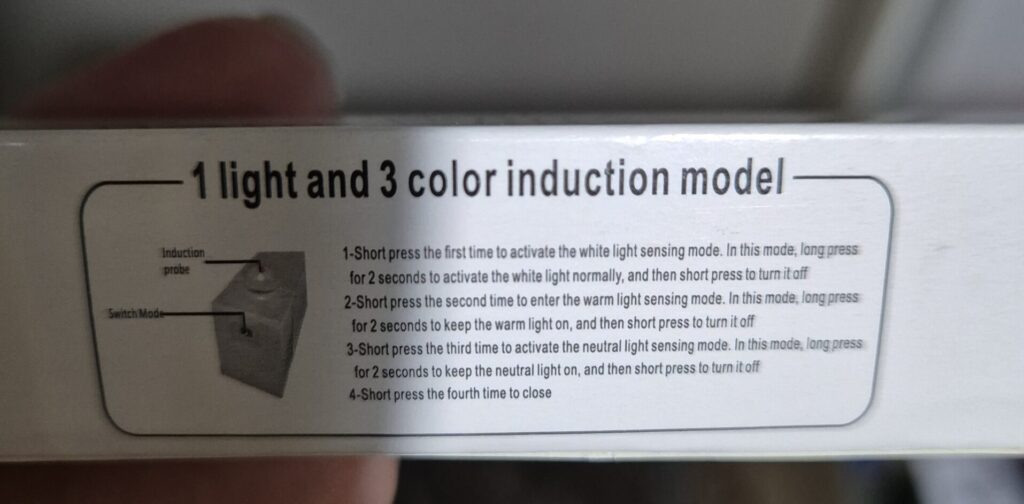 1 light and 3 color induction model
Induction
probe
Switch Mode
1-Short press the first time to activate the white light sensing mode. In this mode, long press
for 2 seconds to activate the white light normally, and then short press to turn it off
2-Short press the second time to enter the warm light sensing mode. In this mode, long press
for 2 seconds to keep the warm light on, and then short press to turn it off
3-Short press the third time to activate the neutral light sensing mode. In this mode, long press
for 2 seconds to keep the neutral light on, and then short press to turn it off
4-Short press the fourth time to close